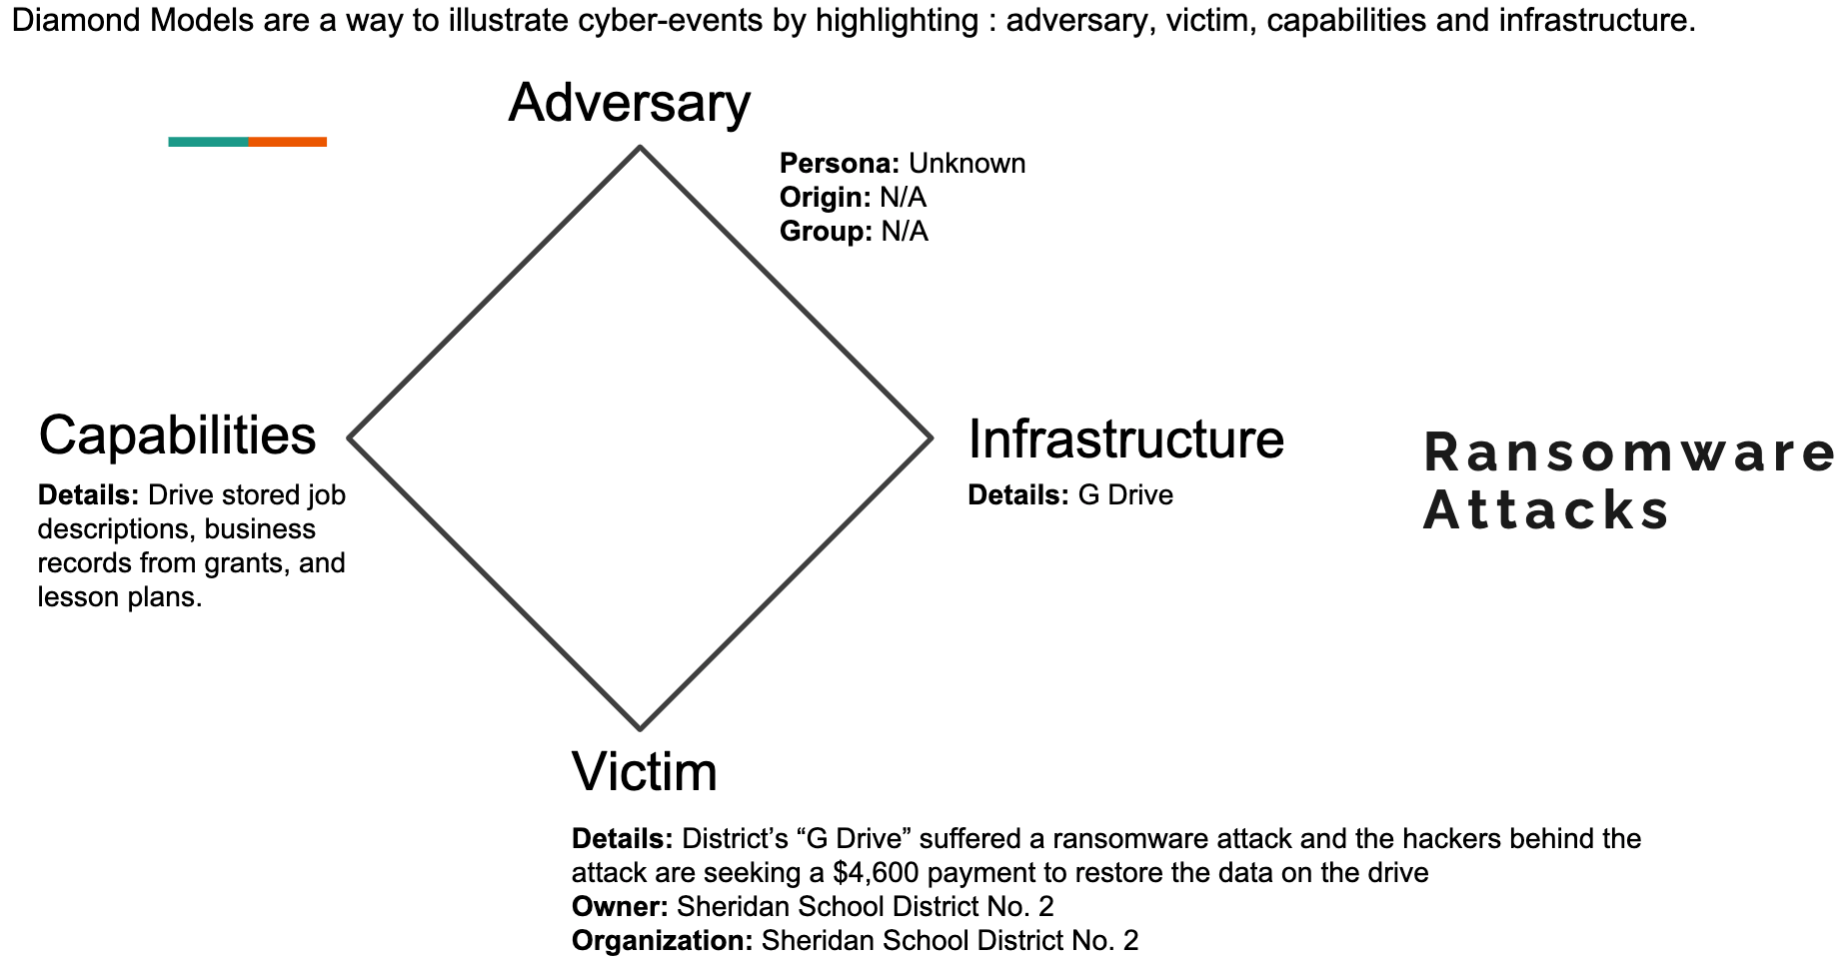 Diamond Models are a way to illustrate cyber-events by highlighting : adversary, victim, capabilities and infrastructure.
Adversary
Persona: Unknown
Origin: N/A
Group: N/A
Capabilities
Details: Drive stored job
descriptions, business
records from grants, and
lesson plans.
Infrastructure
Details: G Drive
Ransomware
Attacks
Victim
Details: District’s “G Drive” suffered a ransomware attack and the hackers behind the
attack are seeking a $4,600 payment to restore the data on the drive
Owner: Sheridan School District No. 2
Organization: Sheridan School District No. 2